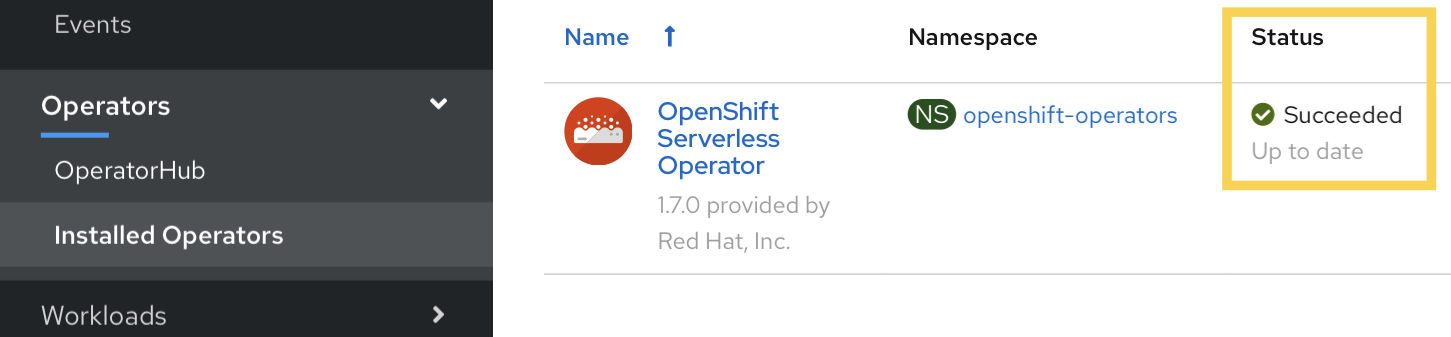 Events
Operators
OperatorHub
Installed Operators
Workloads
Name
Namespace
Status
OpenShift
Serverless
Operator
1.7.0 provided by
Red Hat, Inc.
NS openshift-operators
Succeeded
Up to date